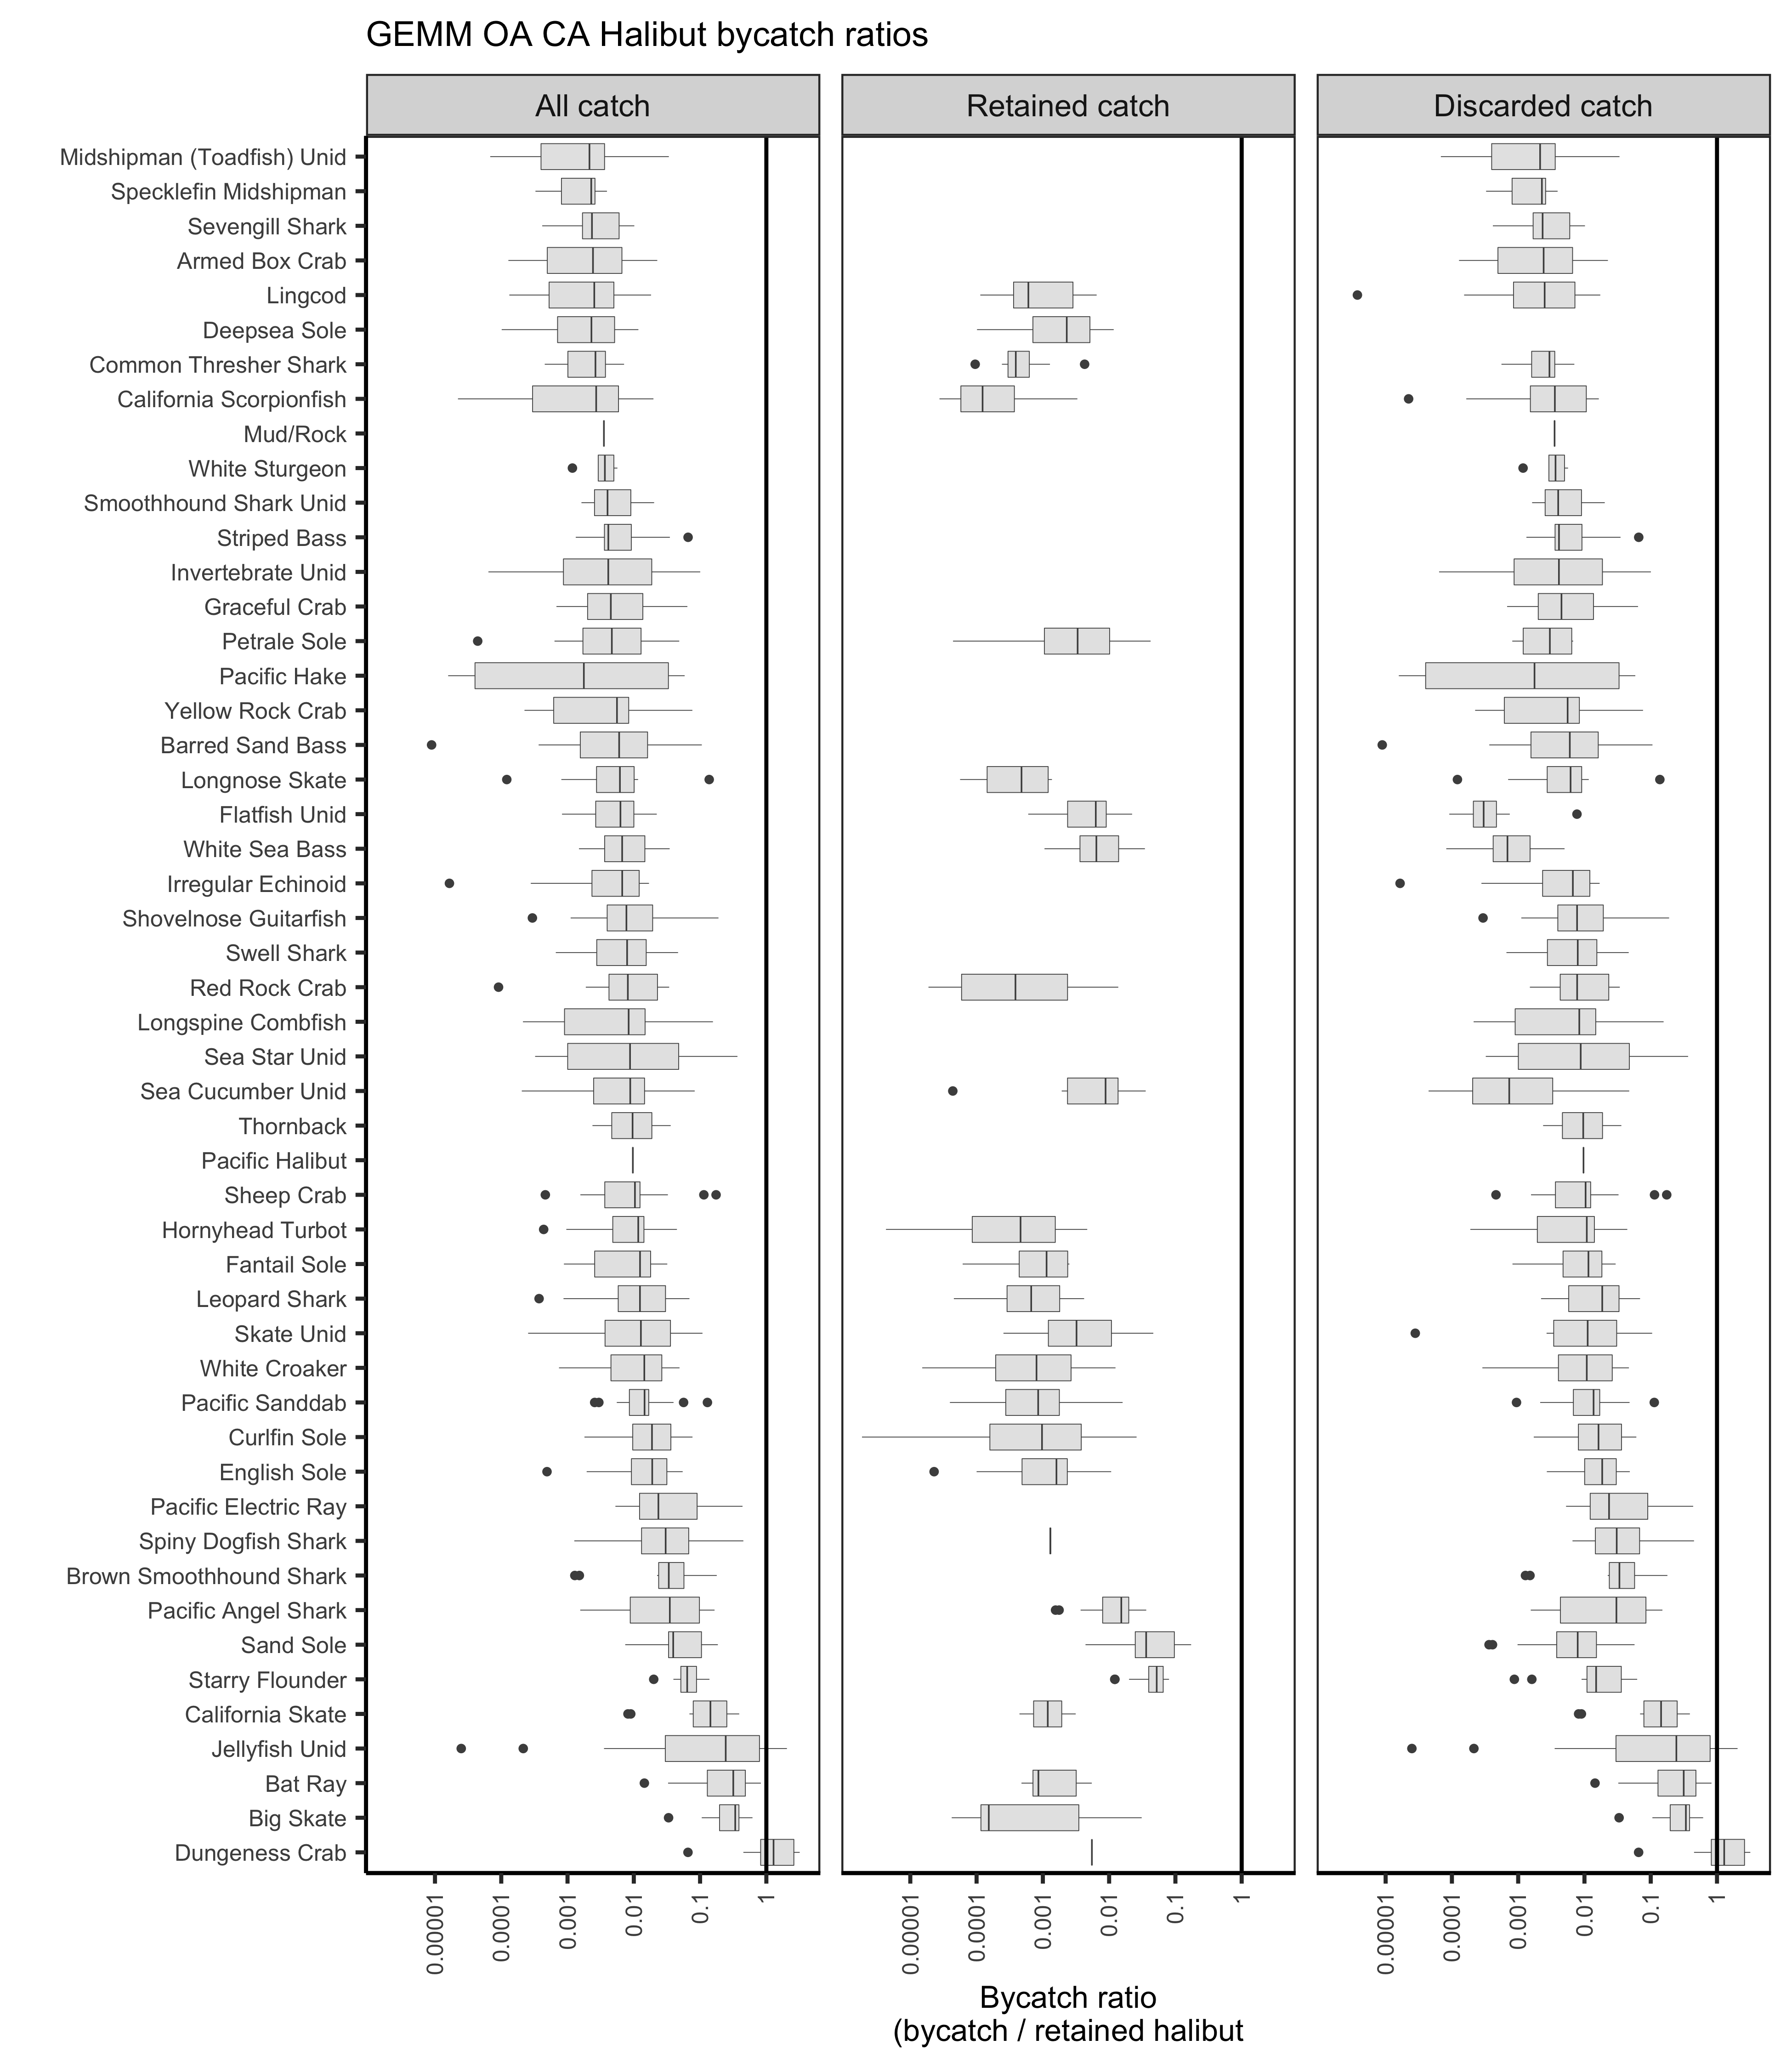 GEMM OA CA Halibut bycatch ratios
All catch
Retained catch
Discarded catch
Midshipman (Toadfish) Unid
Specklefin Midshipman
Sevengill Shark
Armed Box Crab
Lingcod
Deepsea Sole
Common Thresher Shark
California Scorpionfish
Mud/Rock
White Sturgeon
Smoothhound Shark Unid
Striped Bass
Invertebrate Unid
Graceful Crab
Petrale Sole
Pacific Hake
Yellow Rock Crab
Barred Sand Bass
Longnose Skate
Flatfish Unid
White Sea Bass
Irregular Echinoid
Shovelnose Guitarfish
Swell Shark
Red Rock Crab
Longspine Combfish
Sea Star Unid
Sea Cucumber Unid
Thornback
Pacific Halibut
Sheep Crab
Hornyhead Turbot
Fantail Sole
Leopard Shark
Skate Unid
White Croaker
Pacific Sanddab
Curlfin Sole
English Sole
Pacific Electric Ray
Spiny Dogfish Shark
Brown Smoothhound Shark
Pacific Angel Shark
Sand Sole
Starry Flounder
California Skate
Jellyfish Unid
Bat Ray
Big Skate
Dungeness Crab
0.00001
0.0001
0.001
0.01
0.1
1
0.00001
0.0001
0.001
0.01
0.1
1
0.00001
0.0001
0.001
0.01
0.1
1
Bycatch ratio
(bycatch / retained halibut